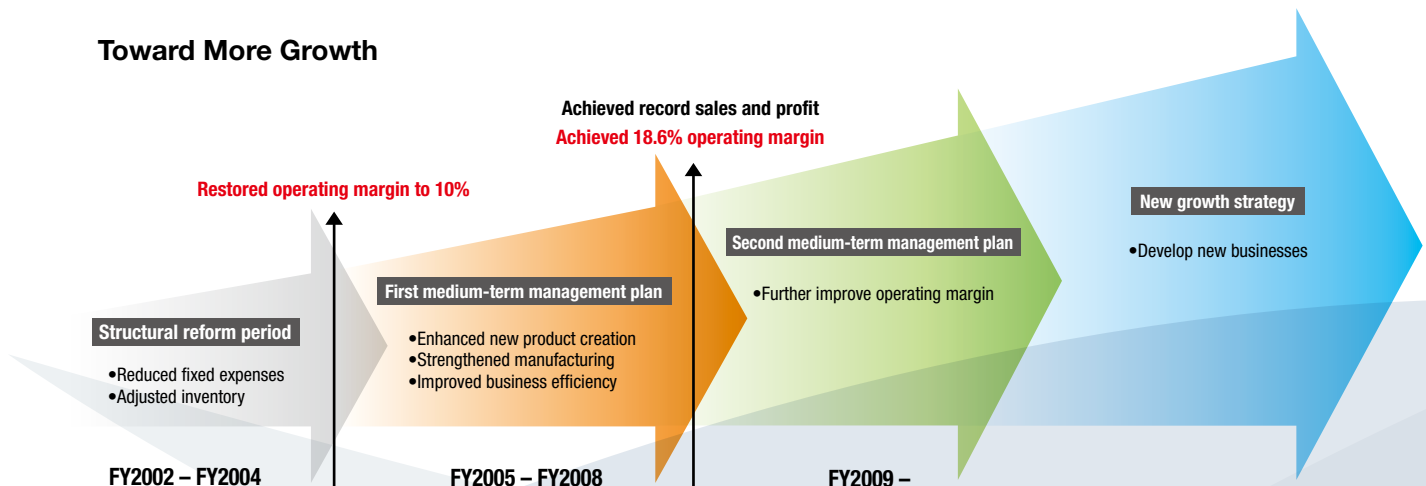 Toward More Growth
Achieved record sales and profit
Achieved 18.6% operating margin
Restored operating margin to 10%
Structural reform period
•Reduced fixed expenses
•Adjusted inventory
FY2002 – FY2004
First medium-term management plan
•Enhanced new product creation
•Strengthened manufacturing
•Improved business efficiency
FY2005 – FY2008
Second medium-term management plan
•Further improve operating margin
FY2009 –
New growth strategy
•Develop new businesses